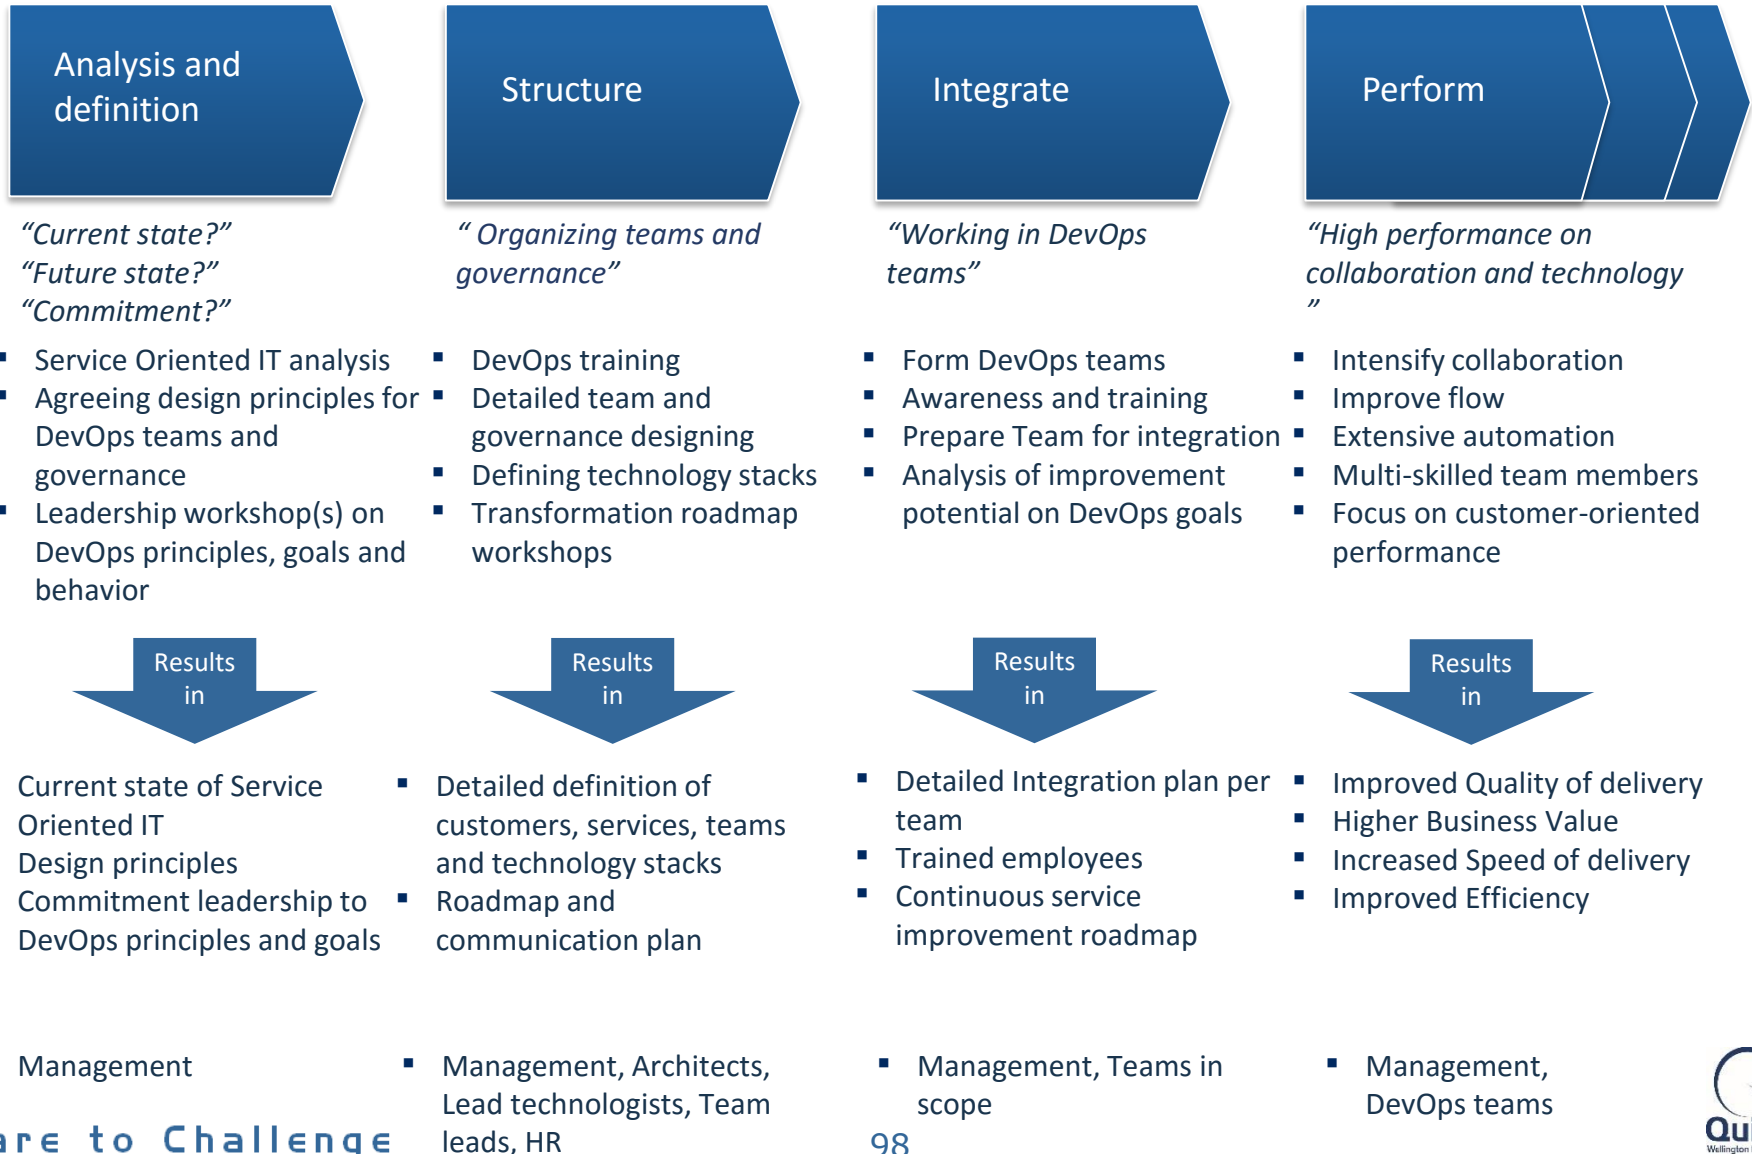 Analysis and
definition
“Current state?”
“Future state?”
“Commitment?”
Service Oriented IT analysis
Agreeing design principles for
DevOps teams and
governance
Leadership workshop(s) on
DevOps principles, goals and
behavior
Results
in
Current state of Service
Oriented IT
Design principles
Commitment leadership to
DevOps principles and goals
Management
Structure
“ Organizing teams and
governance”
DevOps training
Detailed team and
governance designing
Defining technology stacks
Transformation roadmap
workshops
Results
in
Detailed definition of
customers, services, teams
and technology stacks
Roadmap and
communication plan
Management, Architects,
Lead technologists, Team
leads, HR
Integrate
“Working in DevOps
teams”
Form DevOps teams
Awareness and training
Prepare Team for integration
Analysis of improvement
potential on DevOps goals
Results
in
Detailed Integration plan per
team
Trained employees
Continuous service
improvement roadmap
Management, Teams in
scope
Perform
“High performance on
collaboration and technology
”
Intensify collaboration
Improve flow
Extensive automation
Multi-skilled team members
Focus on customer-oriented
performance
Results
in
Improved Quality of delivery
Higher Business Value
Increased Speed of delivery
Improved Efficiency
Management,
DevOps teams
are to Challenge
98
Wellington